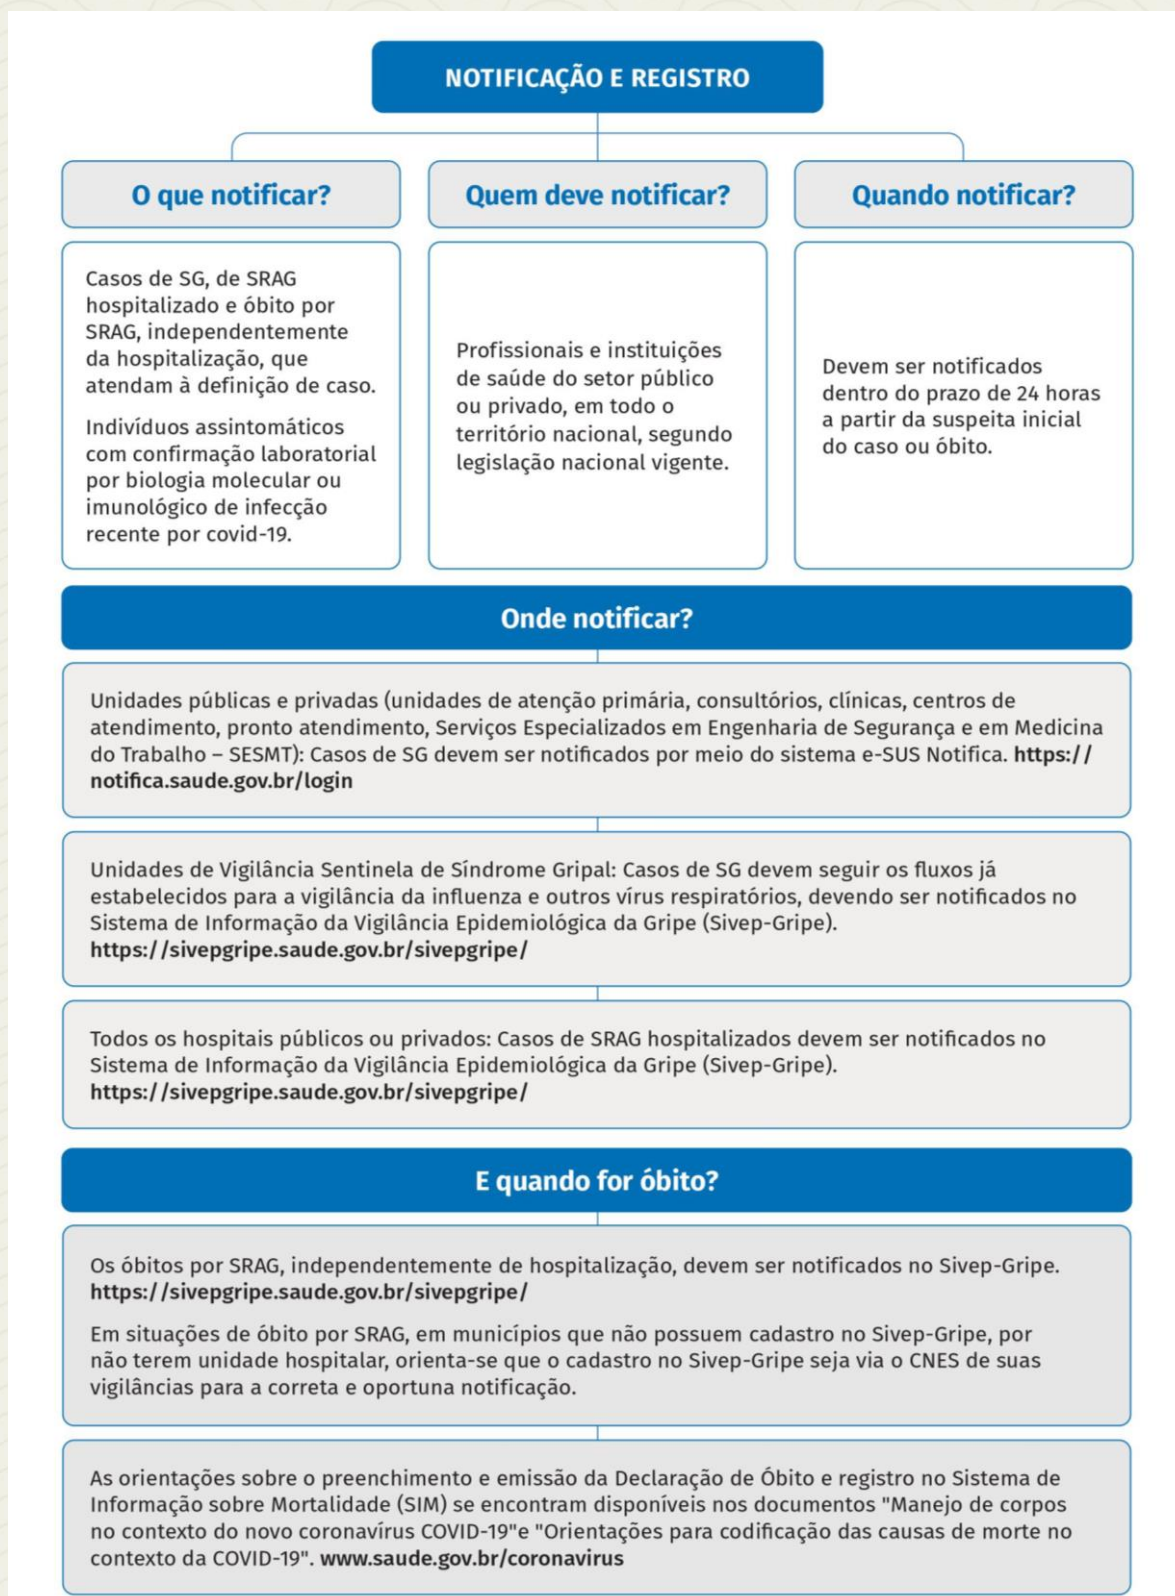 NOTIFICAÇÃO E REGISTRO
O que notificar?
Casos de SG, de SRAG
hospitalizado e óbito por
SRAG, independentemente
da hospitalização, que
atendam à definição de caso.
Indivíduos assintomáticos
com confirmação laboratorial
por biologia molecular ou
imunológico de infecção
recente por covid-19.
Quem deve notificar?
Profissionais e instituições
de saúde do setor público
ou privado, em todo o
território nacional, segundo
legislação nacional vigente.
Quando notificar?
Devem ser notificados
dentro do prazo de 24 horas
a partir da suspeita inicial
do caso ou óbito.
Onde notificar?
Unidades públicas e privadas (unidades de atenção primária, consultórios, clínicas, centros de
atendimento, pronto atendimento, Serviços Especializados em Engenharia de Segurança e em Medicina
do Trabalho – SESMT): Casos de SG devem ser notificados por meio do sistema e-SUS Notifica. https://
notifica.saude.gov.br/login
Unidades de Vigilância Sentinela de Síndrome Gripal: Casos de SG devem seguir os fluxos já
estabelecidos para a vigilância da influenza e outros vírus respiratórios, devendo ser notificados no
Sistema de Informação da Vigilância Epidemiológica da Gripe (Sivep-Gripe).
https://sivepgripe.saude.gov.br/sivepgripe/
Todos os hospitais públicos ou privados: Casos de SRAG hospitalizados devem ser notificados no
Sistema de Informação da Vigilância Epidemiológica da Gripe (Sivep-Gripe).
https://sivepgripe.saude.gov.br/sivepgripe/
E quando for óbito?
Os óbitos por SRAG, independentemente de hospitalização, devem ser notificados no Sivep-Gripe.
https://sivepgripe.saude.gov.br/sivepgripe/
Em situações de óbito por SRAG, em municípios que não possuem cadastro no Sivep-Gripe, por
não terem unidade hospitalar, orienta-se que o cadastro no Sivep-Gripe seja via o CNES de suas
vigilâncias para a correta e oportuna notificação.
As orientações sobre o preenchimento e emissão da Declaração de Óbito e registro no Sistema de
Informação sobre Mortalidade (SIM) se encontram disponíveis nos documentos "Manejo de corpos
no contexto do novo coronavírus COVID-19"e "Orientações para codificação das causas de morte no
contexto da COVID-19". www.saude.gov.br/coronavirus